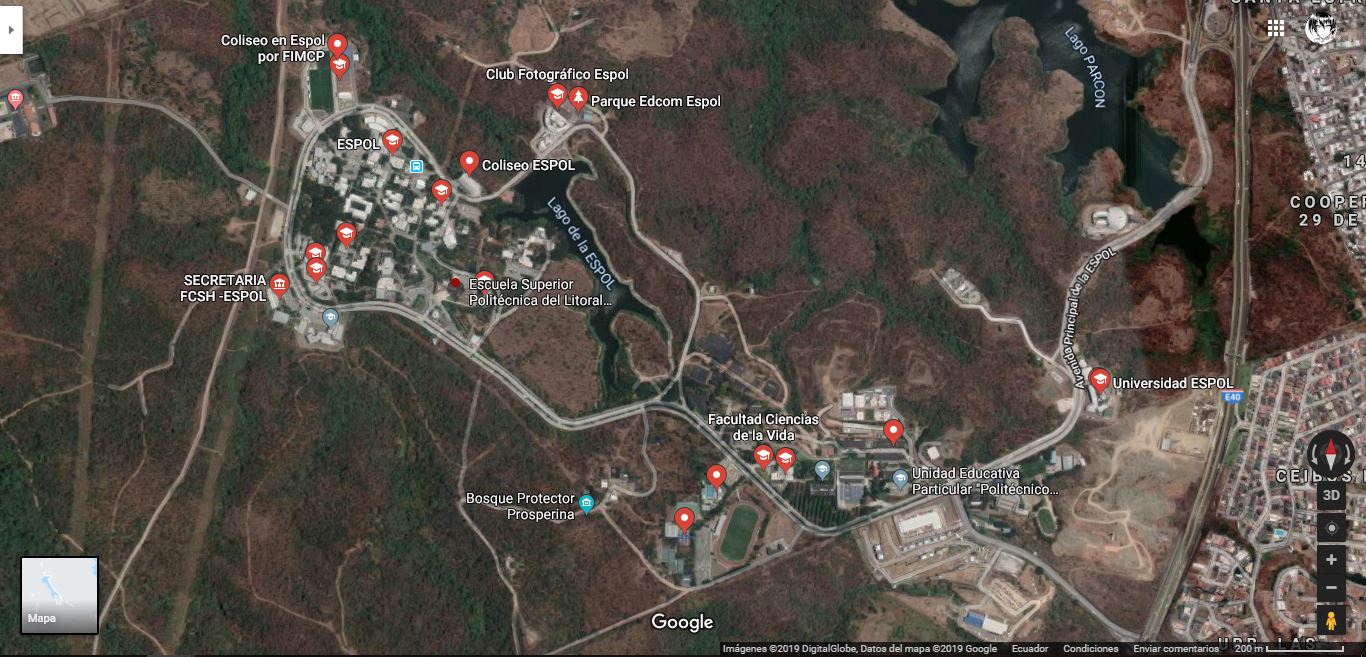 Coliseo en Espol
por FIMCP
Club Fotográfico Espol
Parque Edcom Espol
Lago PARCON
ESPOL
Coliseo ESPOL
14
COOPER
29 DE
Lago de la ESPOL
SECRETARIA
FCSH -ESPOL
Escuela Superior
Politécnica del Litoral...
Avenida Principal de la ESPOL
Universidad ESPOL
E40
Facultad Ciencias
de la Vida
Unidad Educativa
Particular "Politécnico...
CEIBOS
Bosque Protector
Prosperina
3D
Mapa
Google
URB. LAS
Imágenes ©2019 DigitalGlobe, Datos del mapa ©2019 Google Ecuador Condiciones Enviar comentarios 200 m